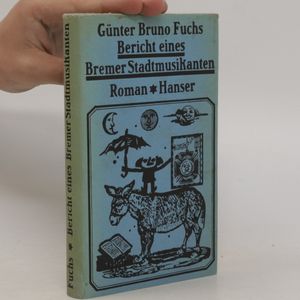 Günter Bruno Fuchs
Bericht eines
Bremer Stadtmusikanten
Roman * Hanser
Fuchs * Bericht eines Bremer Stadtmusikanten